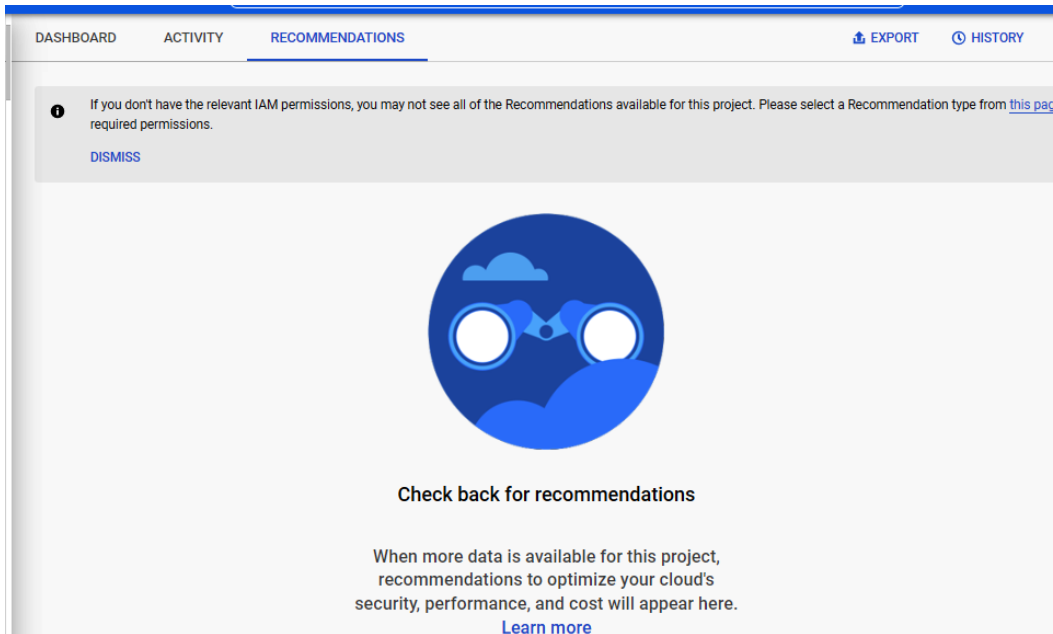 DASHBOARD ACTIVITY RECOMMENDATIONS EXPORT HISTORY
If you don't have the relevant IAM permissions, you may not see all of the Recommendations available for this project. Please select a Recommendation type from this pag
required permissions.
DISMISS
Check back for recommendations
When more data is available for this project,
recommendations to optimize your cloud's
security, performance, and cost will appear here.
Learn more